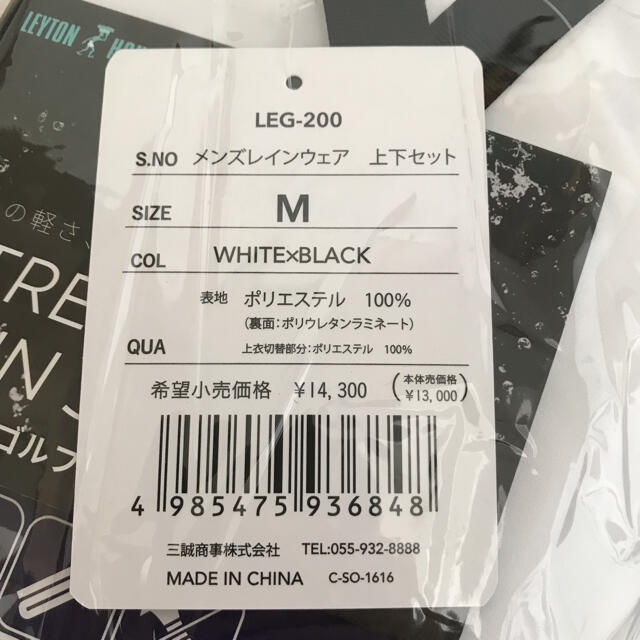 LEYTON
LEG-200
S.NO メンズレインウェア 上下セット
SIZE M
COL WHITE×BLACK
表地 ポリエステル 100%
(裏面:ポリウレタンラミネート)
QUA 上衣切替部分:ポリエステル 100%
希望小売価格 ¥14,300 (本体売価格 ¥13,000)
4 985475 936848
三誠商事株式会社 TEL:055-932-8888
MADE IN CHINA C-SO-1616
の軽さ、
TRE
IN
ゴルフ